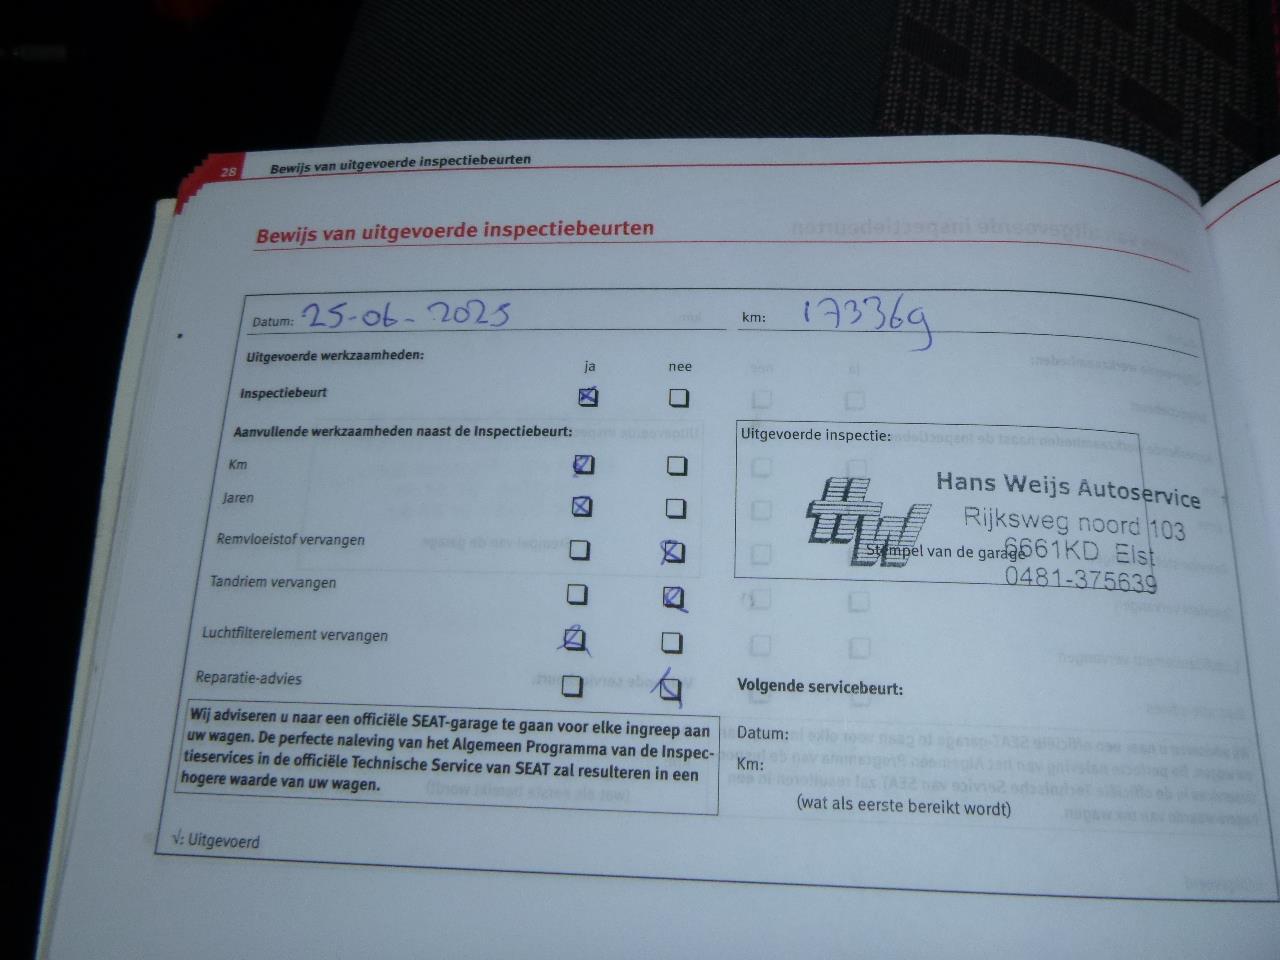 28 Bewijs van uitgevoerde inspectiebeurten
Bewijs van uitgevoerde inspectiebeurten
Datum: 25-06-2025 km: 173369
Uitgevoerde werkzaamheden:
ja nee
Inspectiebeurt
Aanvullende werkzaamheden naast de Inspectiebeurt:
Km
Jaren
Remvloeistof vervangen
Tandriem vervangen
Luchtfilterelement vervangen
Reparatie-advies
Wij adviseren u naar een officiële SEAT-garage te gaan voor elke ingreep aan
uw wagen. De perfecte naleving van het Algemeen Programma van de Inspec-
tieservices in de officiële Technische Service van SEAT zal resulteren in een
hogere waarde van uw wagen.
√: Uitgevoerd
Uitgevoerde inspectie:
HW
Hans Weijs Autoservice
Rijksweg noord 103
6661KD Elst
0481-375639
Stempel van de garage
Volgende servicebeurt:
Datum:
Km:
(wat als eerste bereikt wordt)